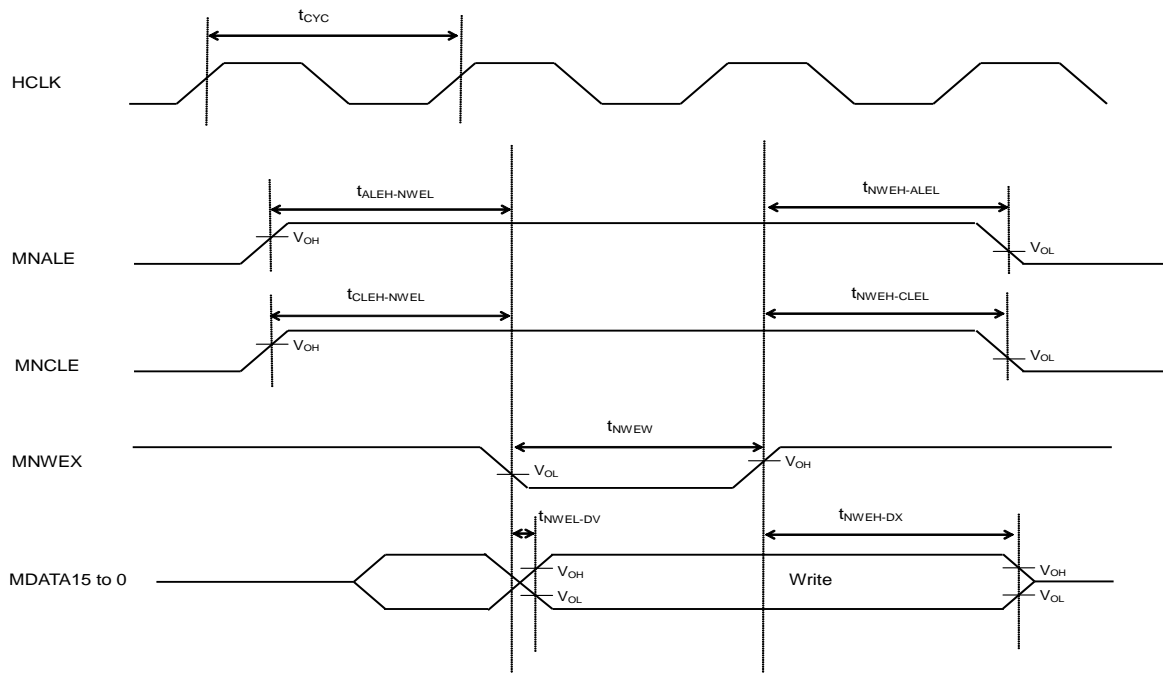 tCYC
HCLK
tALEH-NWEL
tNWEH-ALEL
VOH
MNALE
VOL
tCLEH-NWEL
tNWEH-CLEL
VOH
MNCLE
VOL
tNWEW
MNWEX
VOL
VOH
tNWEL-DV
tNWEH-DX
MDATA15 to 0
VOH
Write
VOH
VOL
VOL